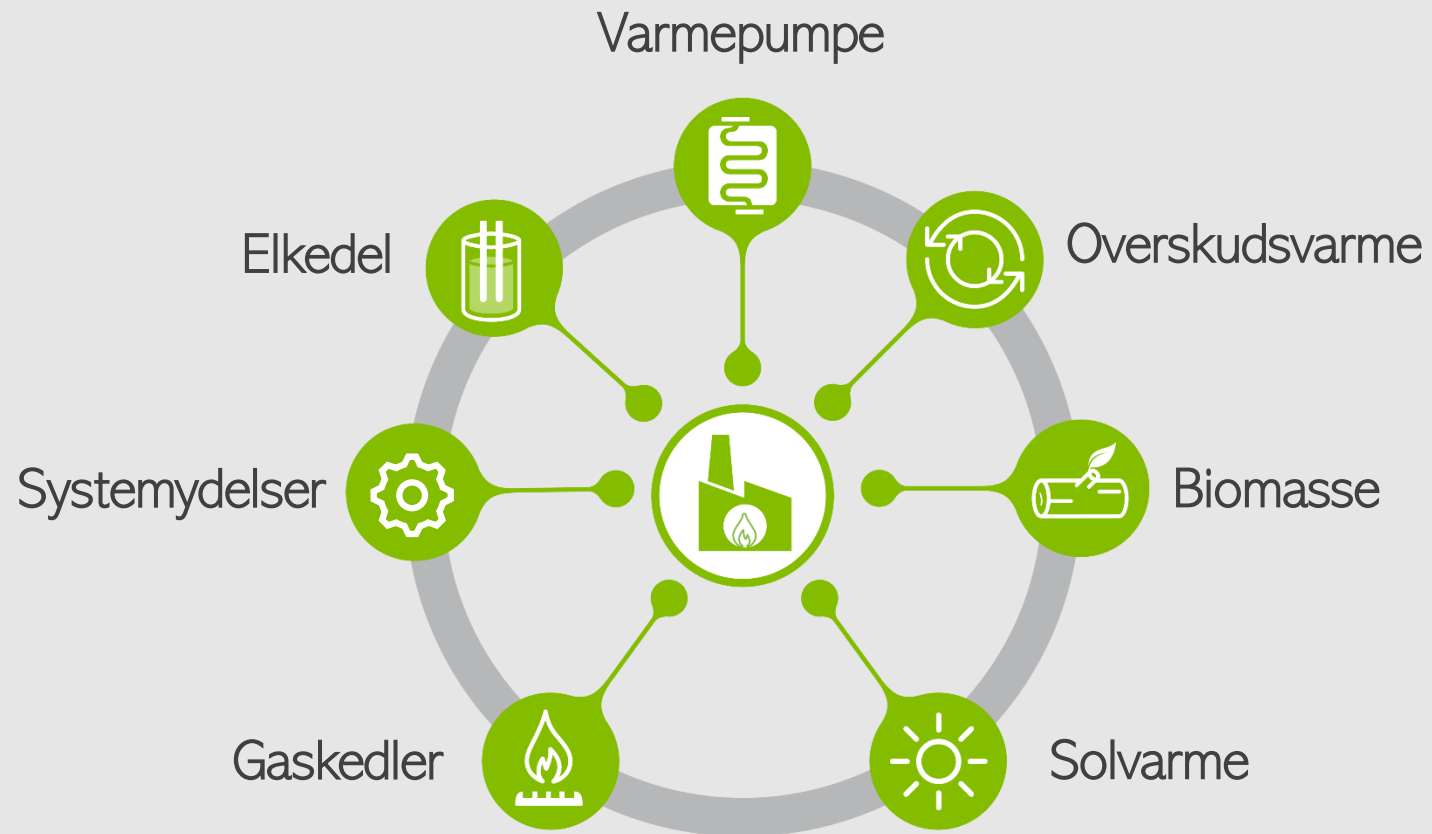 Varmepumpe
Elkedel
Overskudsvarme
Systemydelser
Biomasse
Gaskedler
Solvarme